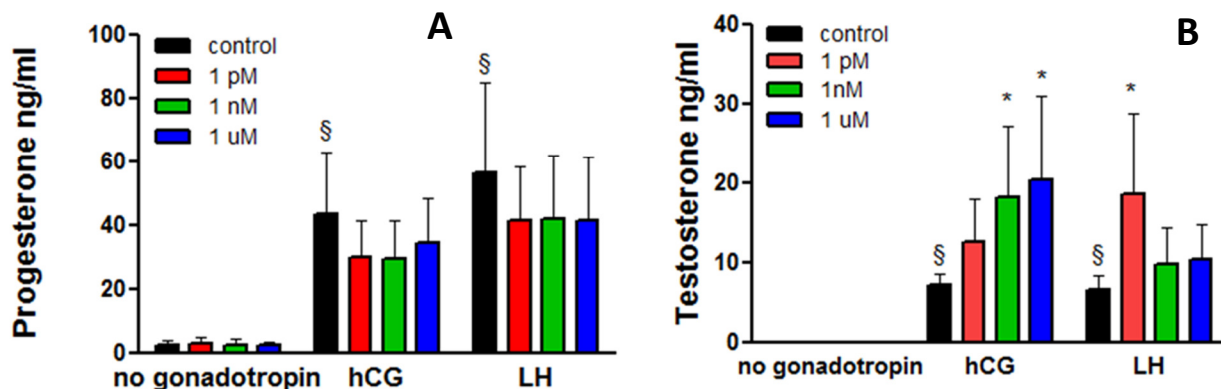 A
Progesterone ng/ml
100
80
60
40
20
0
control
1 pM
1 nM
1 uM
§
§
no gonadotropin hCG LH
B
Testosterone ng/ml
40
30
20
10
0
control
1 pM
1nM
1 uM
§
*
*
§
*
no gonadotropin hCG LH